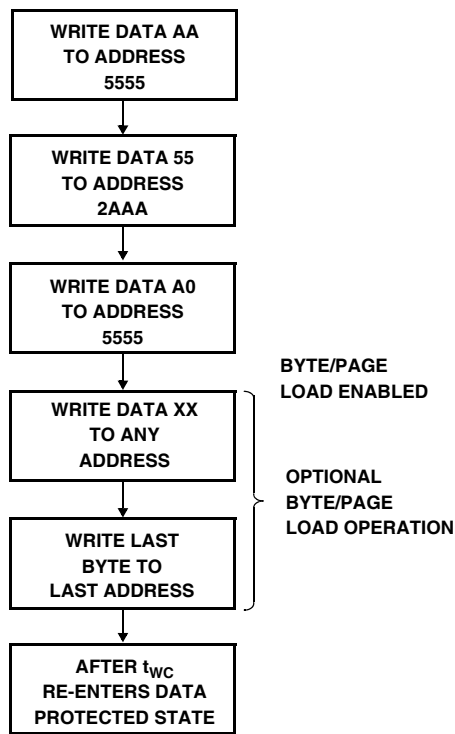 WRITE DATA AA
TO ADDRESS
5555
WRITE DATA 55
TO ADDRESS
2AAA
WRITE DATA A0
TO ADDRESS
5555
BYTE/PAGE
LOAD ENABLED
WRITE DATA XX
TO ANY
ADDRESS
OPTIONAL
BYTE/PAGE
LOAD OPERATION
WRITE LAST
BYTE TO
LAST ADDRESS
AFTER tWC
RE-ENTERS DATA
PROTECTED STATE